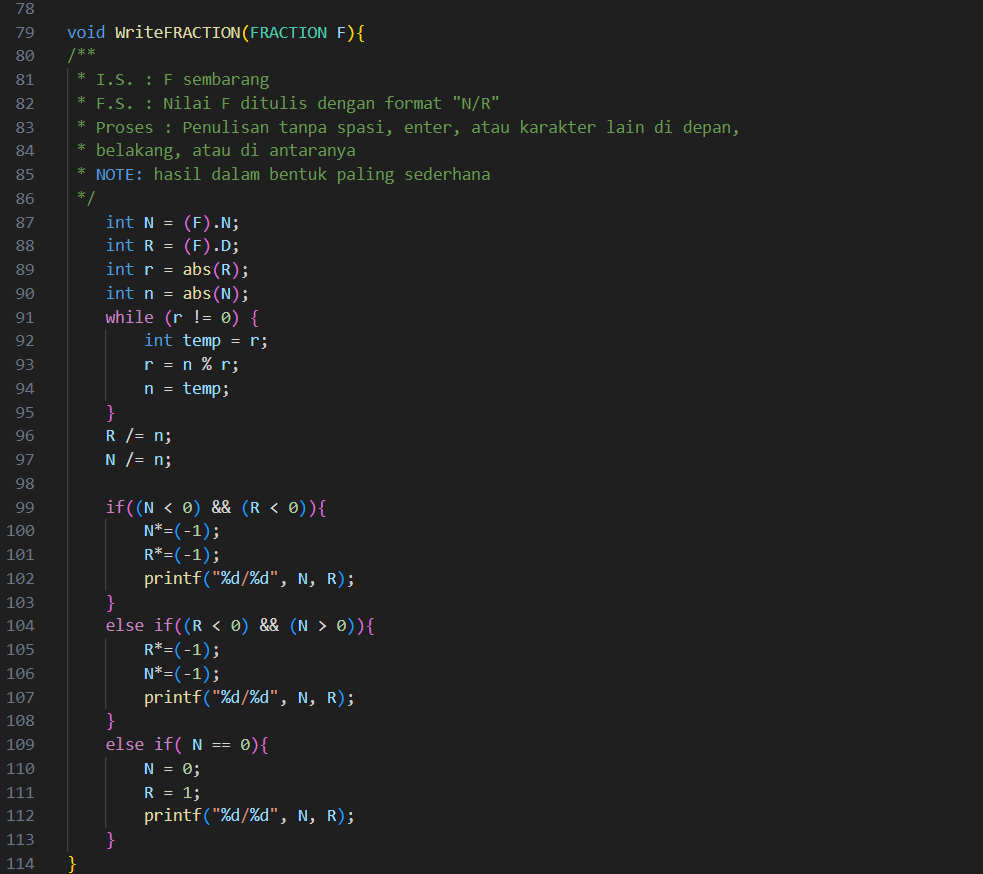 78
79 void WriteFRACTION(FRACTION F){
80 /**
81  * I.S. : F sembarang
82  * F.S. : Nilai F ditulis dengan format "N/R"
83  * Proses : Penulisan tanpa spasi, enter, atau karakter lain di depan,
84  * belakang, atau di antaranya
85  * NOTE: hasil dalam bentuk paling sederhana
86  */
87     int N = (F).N;
88     int R = (F).D;
89     int r = abs(R);
90     int n = abs(N);
91     while (r != 0) {
92         int temp = r;
93         r = n % r;
94         n = temp;
95     }
96     R /= n;
97     N /= n;
98
99     if((N < 0) && (R < 0)){
100         N*=(-1);
101         R*=(-1);
102         printf("%d/%d", N, R);
103     }
104     else if((R < 0) && (N > 0)){
105         R*=(-1);
106         N*=(-1);
107         printf("%d/%d", N, R);
108     }
109     else if( N == 0){
110         N = 0;
111         R = 1;
112         printf("%d/%d", N, R);
113     }
114 }